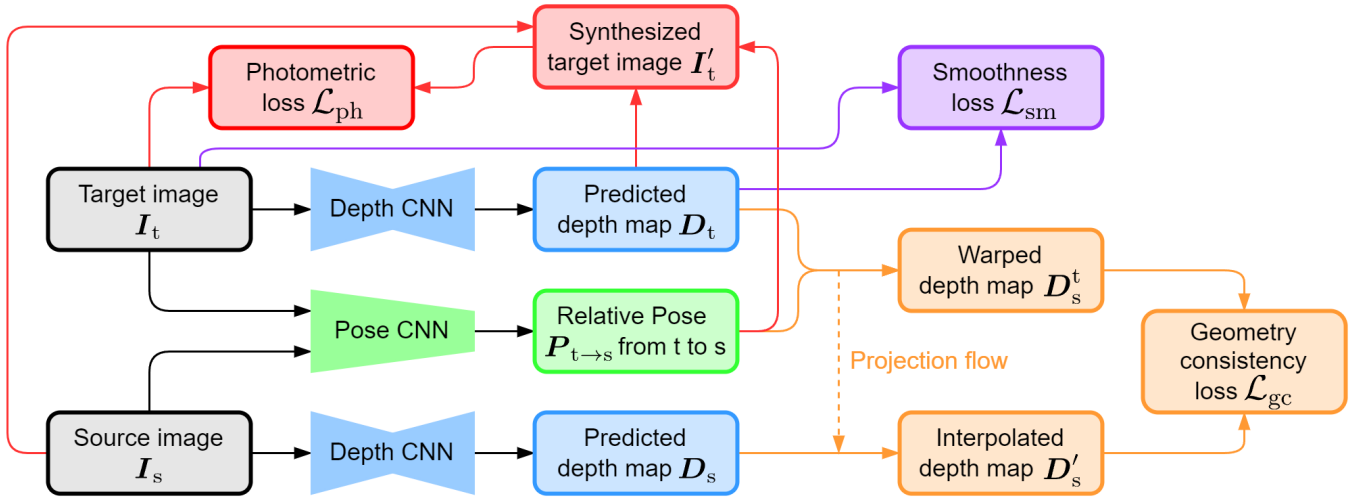 Synthesized
target image I′ₜ
Photometric
loss ℒₚₕ
Smoothness
loss ℒₛₘ
Target image
Iₜ
Depth CNN
Predicted
depth map Dₜ
Warped
depth map Dₛᵗ
Pose CNN
Relative Pose
Pₜ→ₛ from t to s
Geometry
consistency
loss ℒ_gc
Projection flow
Source image
Iₛ
Depth CNN
Predicted
depth map Dₛ
Interpolated
depth map D′ₛ